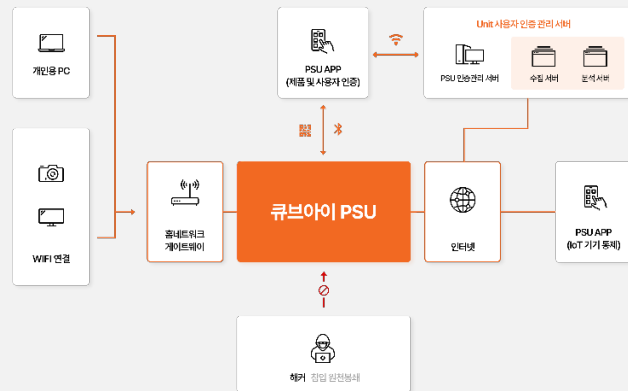 Unit 사용자 인증 관리 서버
개인용 PC
PSU APP
(제품 및 사용자 인증)
PSU 인증관리 서버
수집 서버
분석 서버
큐브아이 PSU
홈네트워크
게이트웨이
인터넷
PSU APP
(IoT 기기 통제)
WIFI 연결
해커 침입 원천봉쇄